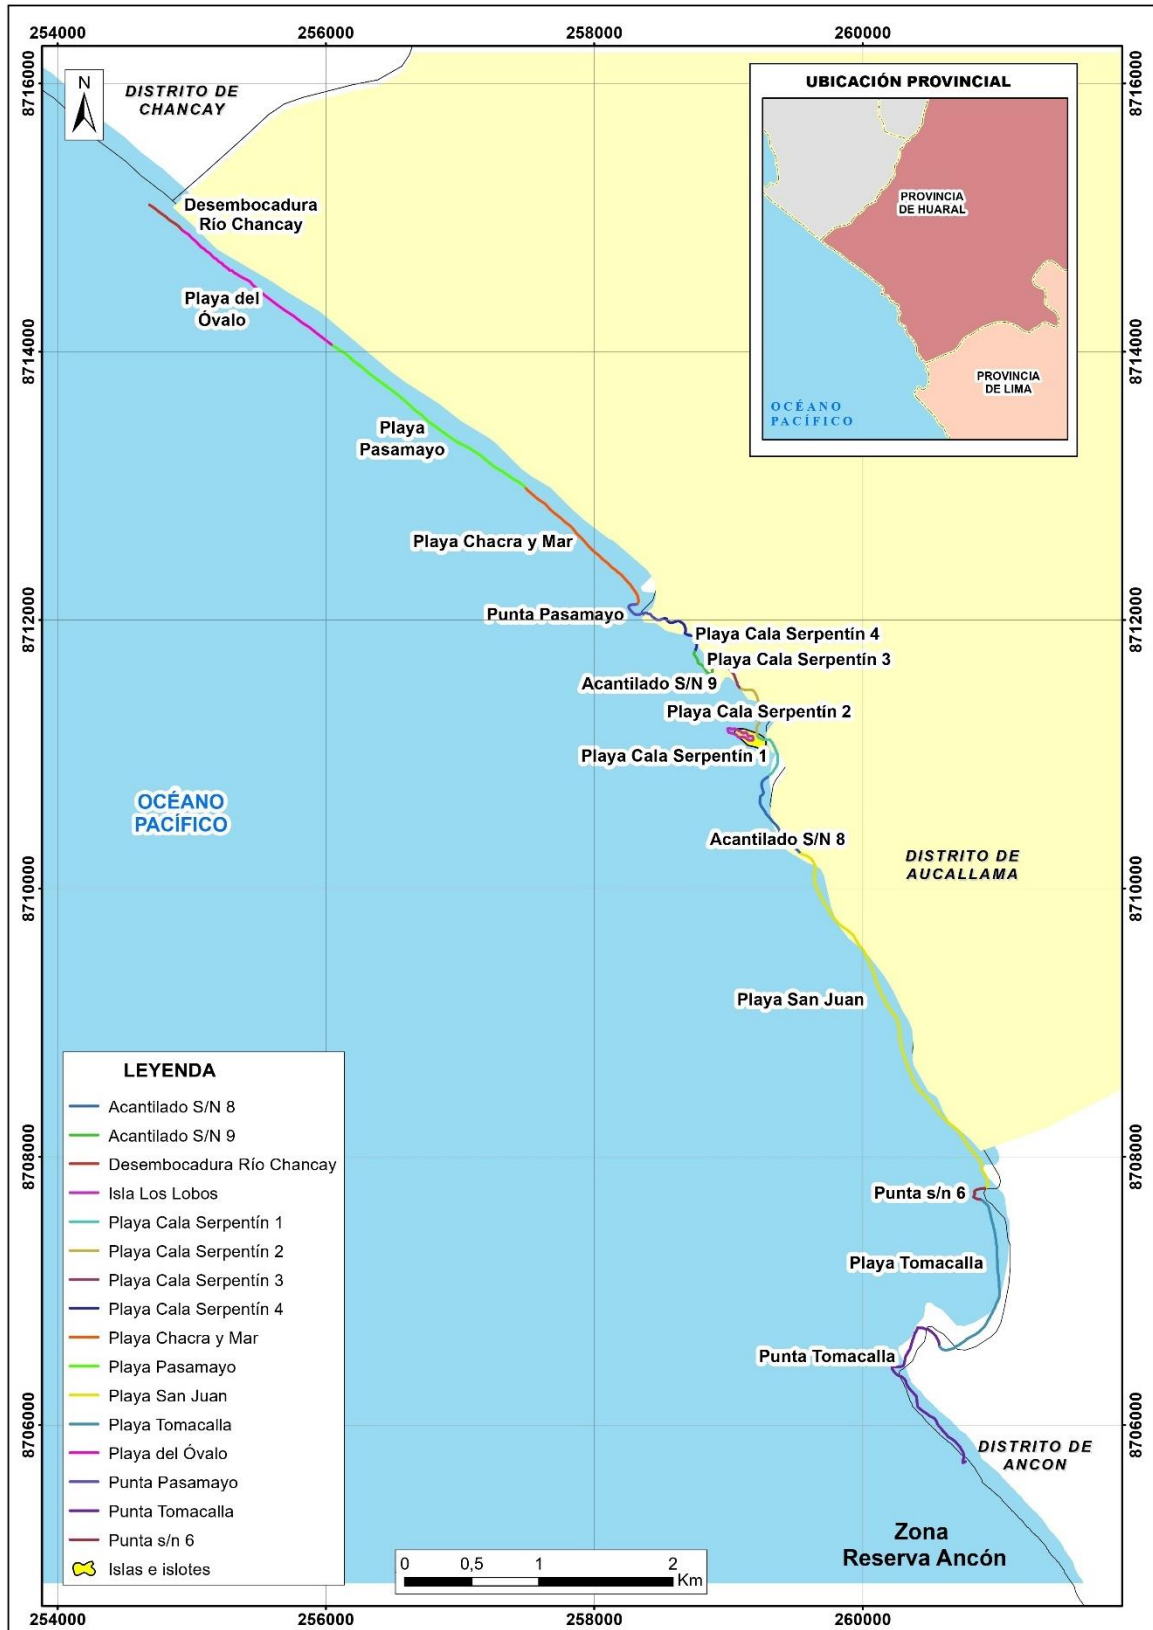 254000
256000
258000
260000
8716000
8716000
N
DISTRITO DE
CHANCAY
UBICACIÓN PROVINCIAL
PROVINCIA
DE HUARAL
PROVINCIA
DE LIMA
OCÉANO
PACÍFICO
Desembocadura
Río Chancay
Playa del
Óvalo
8714000
8714000
Playa
Pasamayo
Playa Chacra y Mar
Punta Pasamayo
8712000
8712000
Playa Cala Serpentín 4
Playa Cala Serpentín 3
Acantilado S/N 9
Playa Cala Serpentín 2
Playa Cala Serpentín 1
OCÉANO
PACÍFICO
Acantilado S/N 8
DISTRITO DE
AUCALLAMA
8710000
8710000
Playa San Juan
8708000
8708000
Punta s/n 6
Playa Tomacalla
Punta Tomacalla
8706000
8706000
DISTRITO DE
ANCON
Zona
Reserva Ancón
LEYENDA
Acantilado S/N 8
Acantilado S/N 9
Desembocadura Río Chancay
Isla Los Lobos
Playa Cala Serpentín 1
Playa Cala Serpentín 2
Playa Cala Serpentín 3
Playa Cala Serpentín 4
Playa Chacra y Mar
Playa Pasamayo
Playa San Juan
Playa Tomacalla
Playa del Óvalo
Punta Pasamayo
Punta Tomacalla
Punta s/n 6
Islas e islotes
0 0,5 1 2
Km
254000
256000
258000
260000